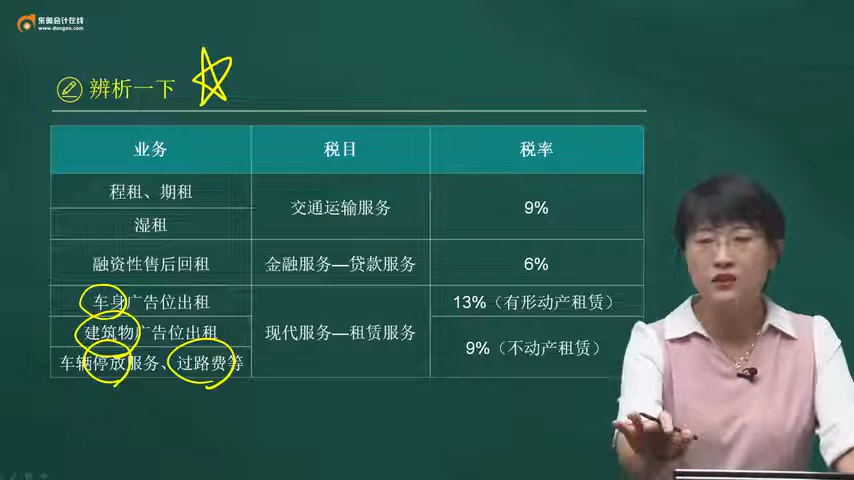 东奥会计在线
www.dongao.com
辨析一下
业务 税目 税率
程租、期租 交通运输服务 9%
湿租
融资性售后回租 金融服务—贷款服务 6%
车身广告位出租 现代服务—租赁服务 13%（有形动产租赁）
建筑物广告位出租 9%（不动产租赁）
车辆停放服务、过路费等